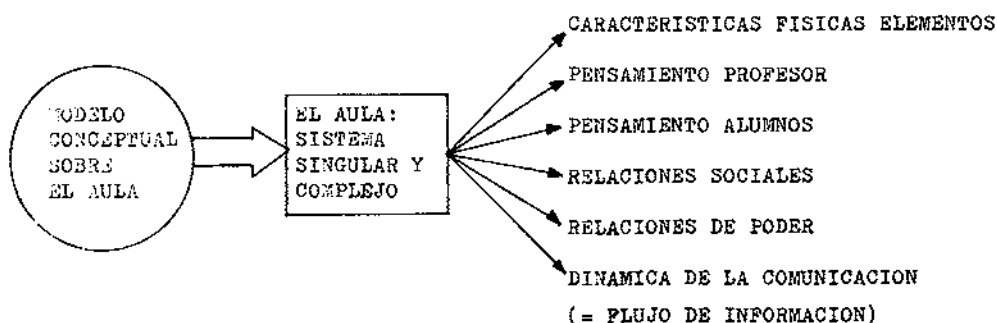 MODELO
CONCEPTUAL
SOBRE
EL AULA
EL AULA:
SISTEMA
SINGULAR Y
COMPLEJO
CARACTERISTICAS FISICAS ELEMENTOS
PENSAMIENTO PROFESOR
PENSAMIENTO ALUMNOS
RELACIONES SOCIALES
RELACIONES DE PODER
DINAMICA DE LA COMUNICACION
(= FLUJO DE INFORMACION)